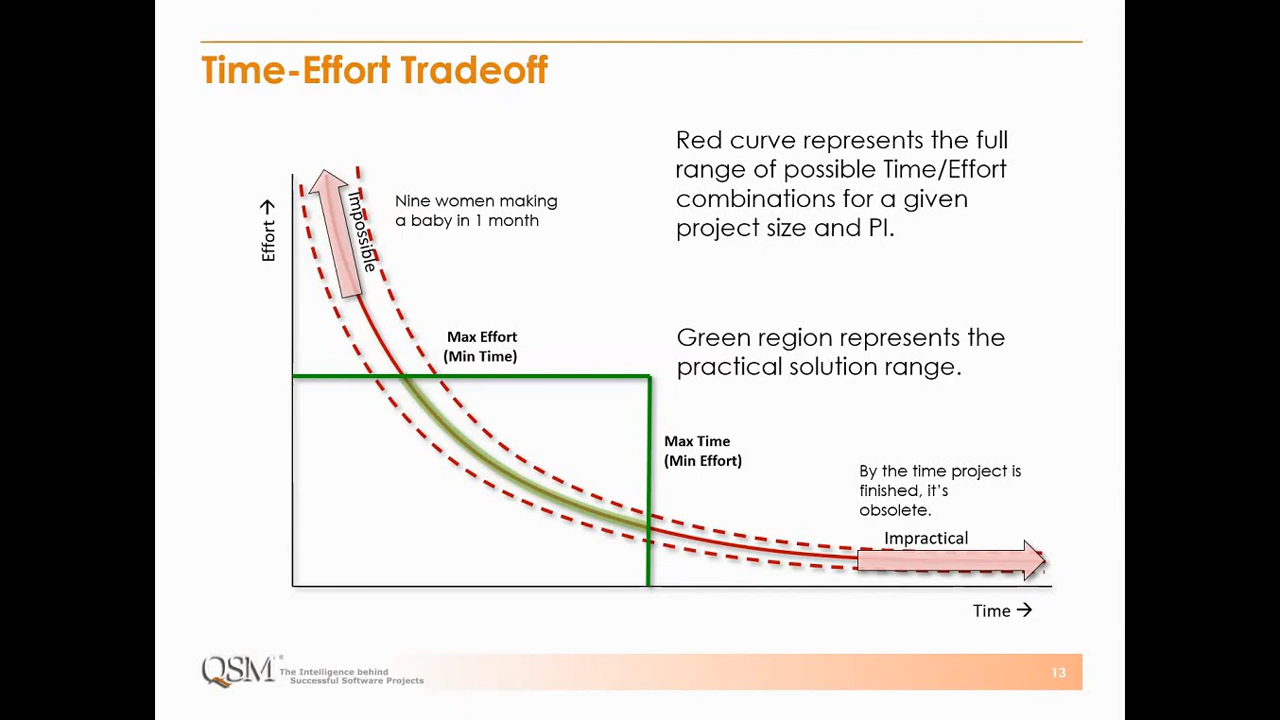 Time-Effort Tradeoff
Red curve represents the full
range of possible Time/Effort
combinations for a given
project size and PI.
Effort →
Impossible
Nine women making
a baby in 1 month
Max Effort
(Min Time)
Green region represents the
practical solution range.
Max Time
(Min Effort)
By the time project is
finished, it's
obsolete.
Impractical
Time →
QSM®
The Intelligence behind
Successful Software Projects
13